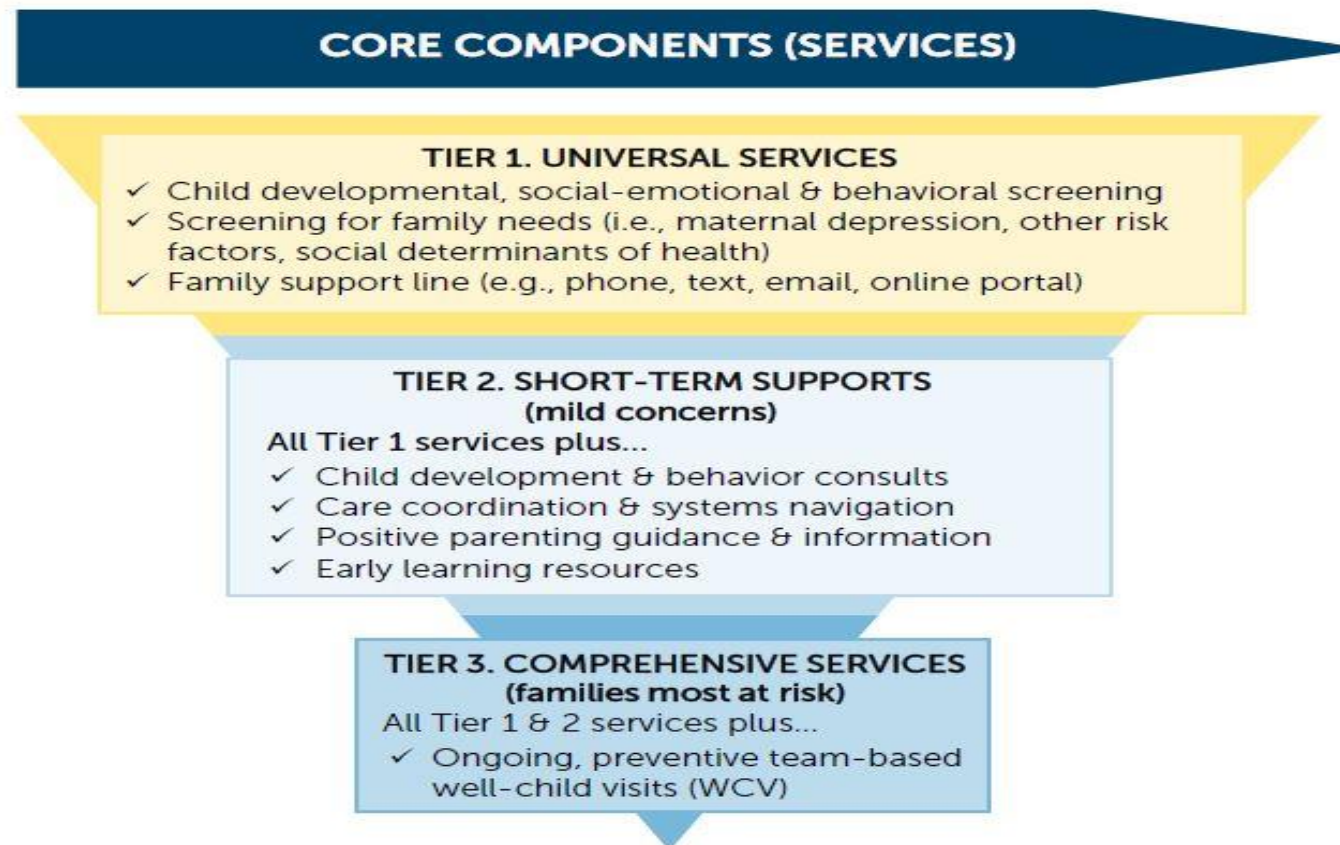 CORE COMPONENTS (SERVICES)
TIER 1. UNIVERSAL SERVICES
✓ Child developmental, social-emotional & behavioral screening
✓ Screening for family needs (i.e., maternal depression, other risk
factors, social determinants of health)
✓ Family support line (e.g., phone, text, email, online portal)
TIER 2. SHORT-TERM SUPPORTS
(mild concerns)
All Tier 1 services plus...
✓ Child development & behavior consults
✓ Care coordination & systems navigation
✓ Positive parenting guidance & information
✓ Early learning resources
TIER 3. COMPREHENSIVE SERVICES
(families most at risk)
All Tier 1 & 2 services plus...
✓ Ongoing, preventive team-based
well-child visits (WCV)